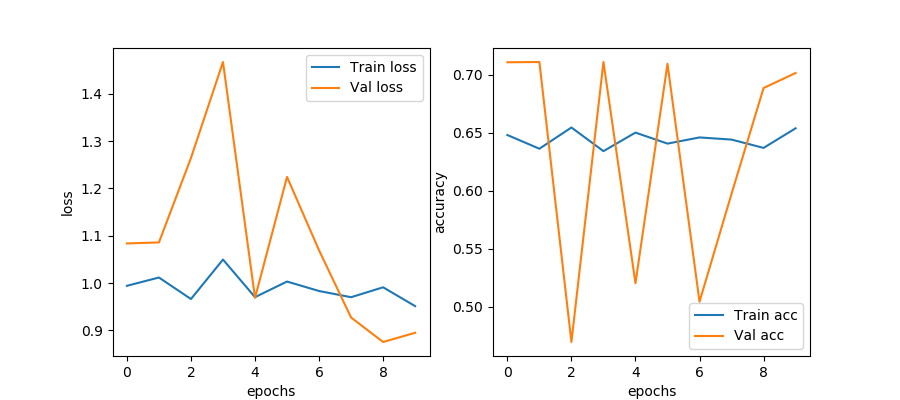 Train loss
Val loss
1.4
1.3
1.2
1.1
1.0
0.9
loss
0 2 4 6 8
epochs
0.70
0.65
0.60
0.55
0.50
accuracy
Train acc
Val acc
0 2 4 6 8
epochs